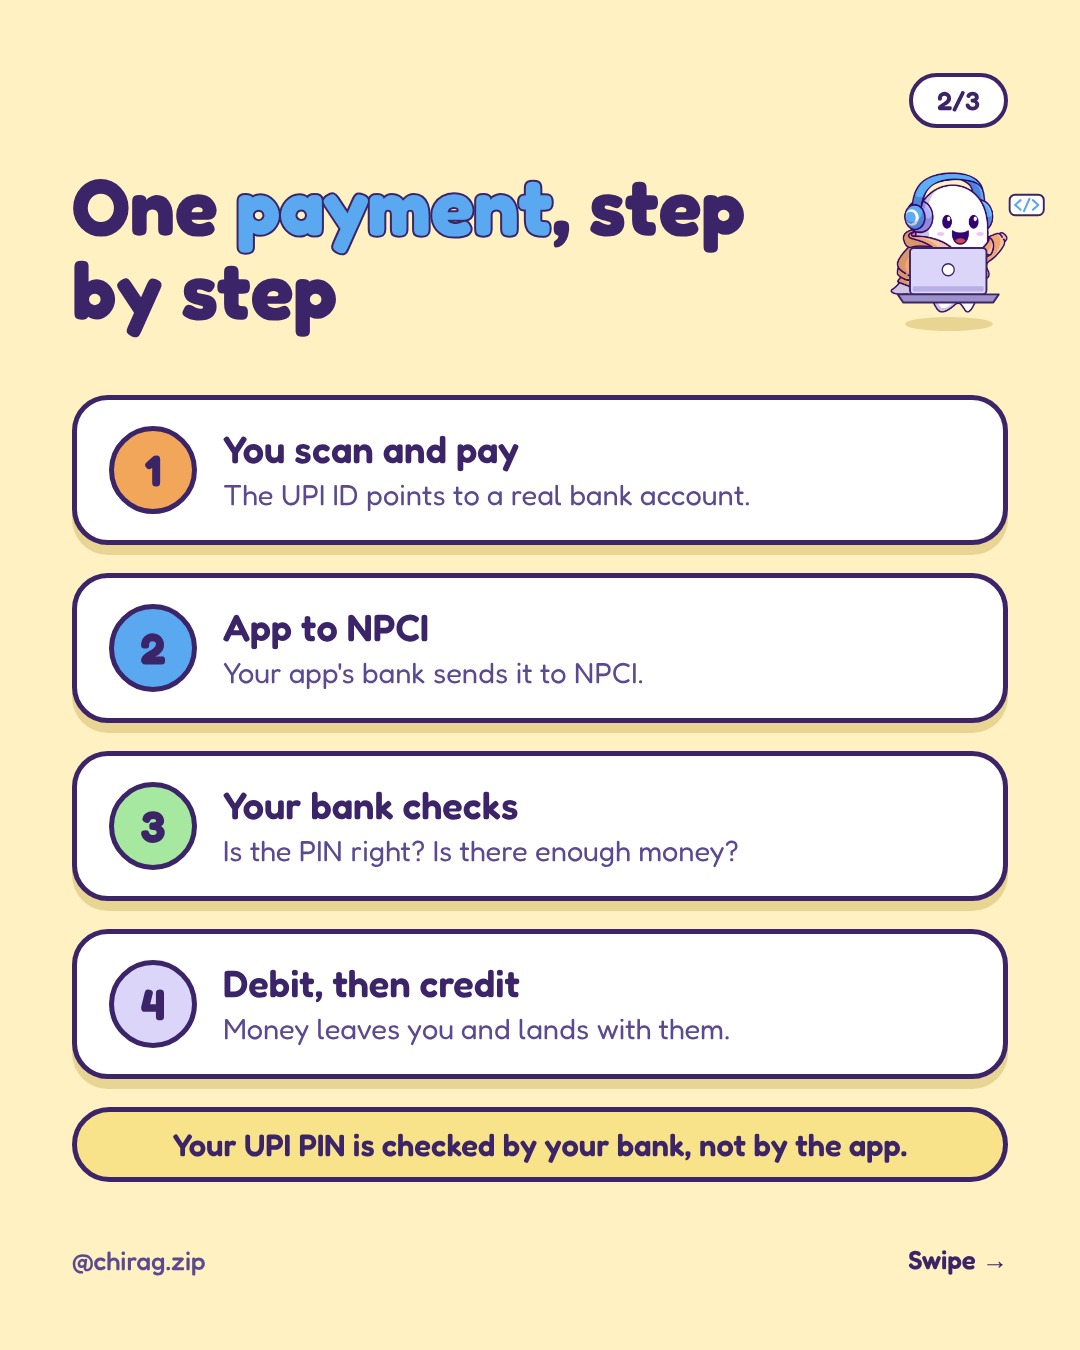 2/3
One payment, step
by step
</>
1
You scan and pay
The UPI ID points to a real bank account.
2
App to NPCI
Your app's bank sends it to NPCI.
3
Your bank checks
Is the PIN right? Is there enough money?
4
Debit, then credit
Money leaves you and lands with them.
Your UPI PIN is checked by your bank, not by the app.
@chirag.zip
Swipe →